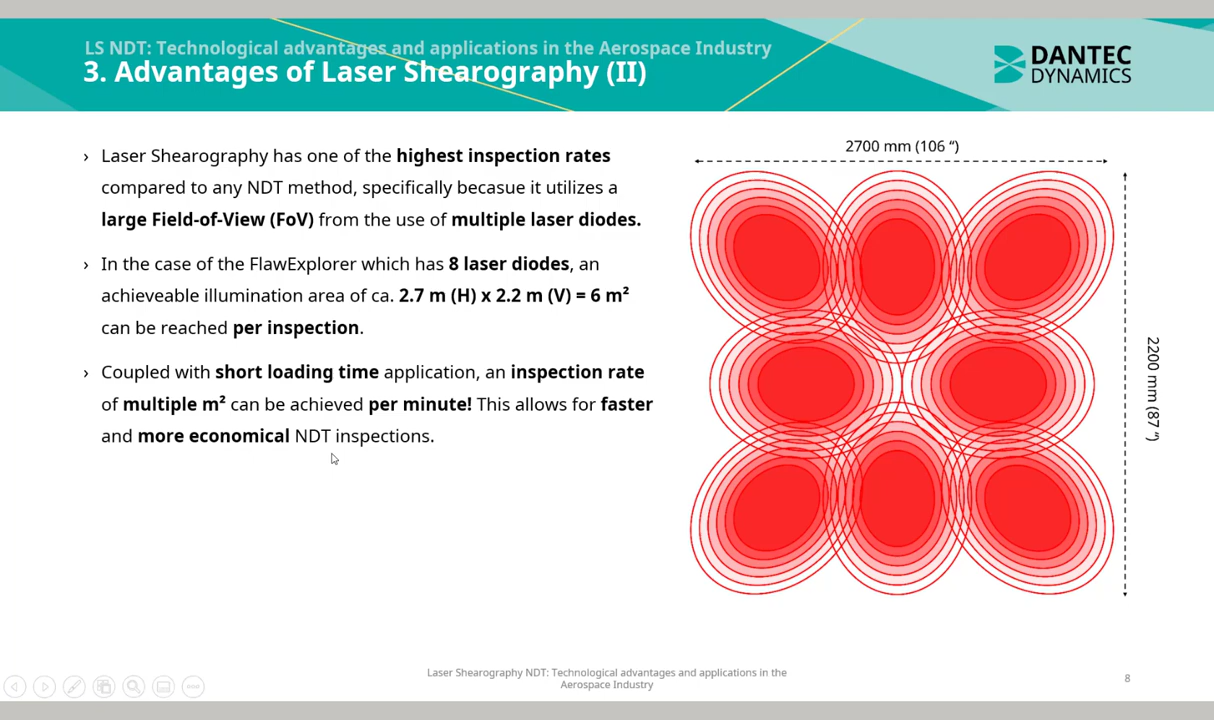 LS NDT: Technological advantages and applications in the Aerospace Industry
3. Advantages of Laser Shearography (II)
DANTEC
DYNAMICS
› Laser Shearography has one of the highest inspection rates
compared to any NDT method, specifically becasue it utilizes a
large Field-of-View (FoV) from the use of multiple laser diodes.
› In the case of the FlawExplorer which has 8 laser diodes, an
achieveable illumination area of ca. 2.7 m (H) x 2.2 m (V) = 6 m²
can be reached per inspection.
› Coupled with short loading time application, an inspection rate
of multiple m² can be achieved per minute! This allows for faster
and more economical NDT inspections.
2700 mm (106 “)
2200 mm (87 “)
Laser Shearography NDT: Technological advantages and applications in the
Aerospace Industry
8